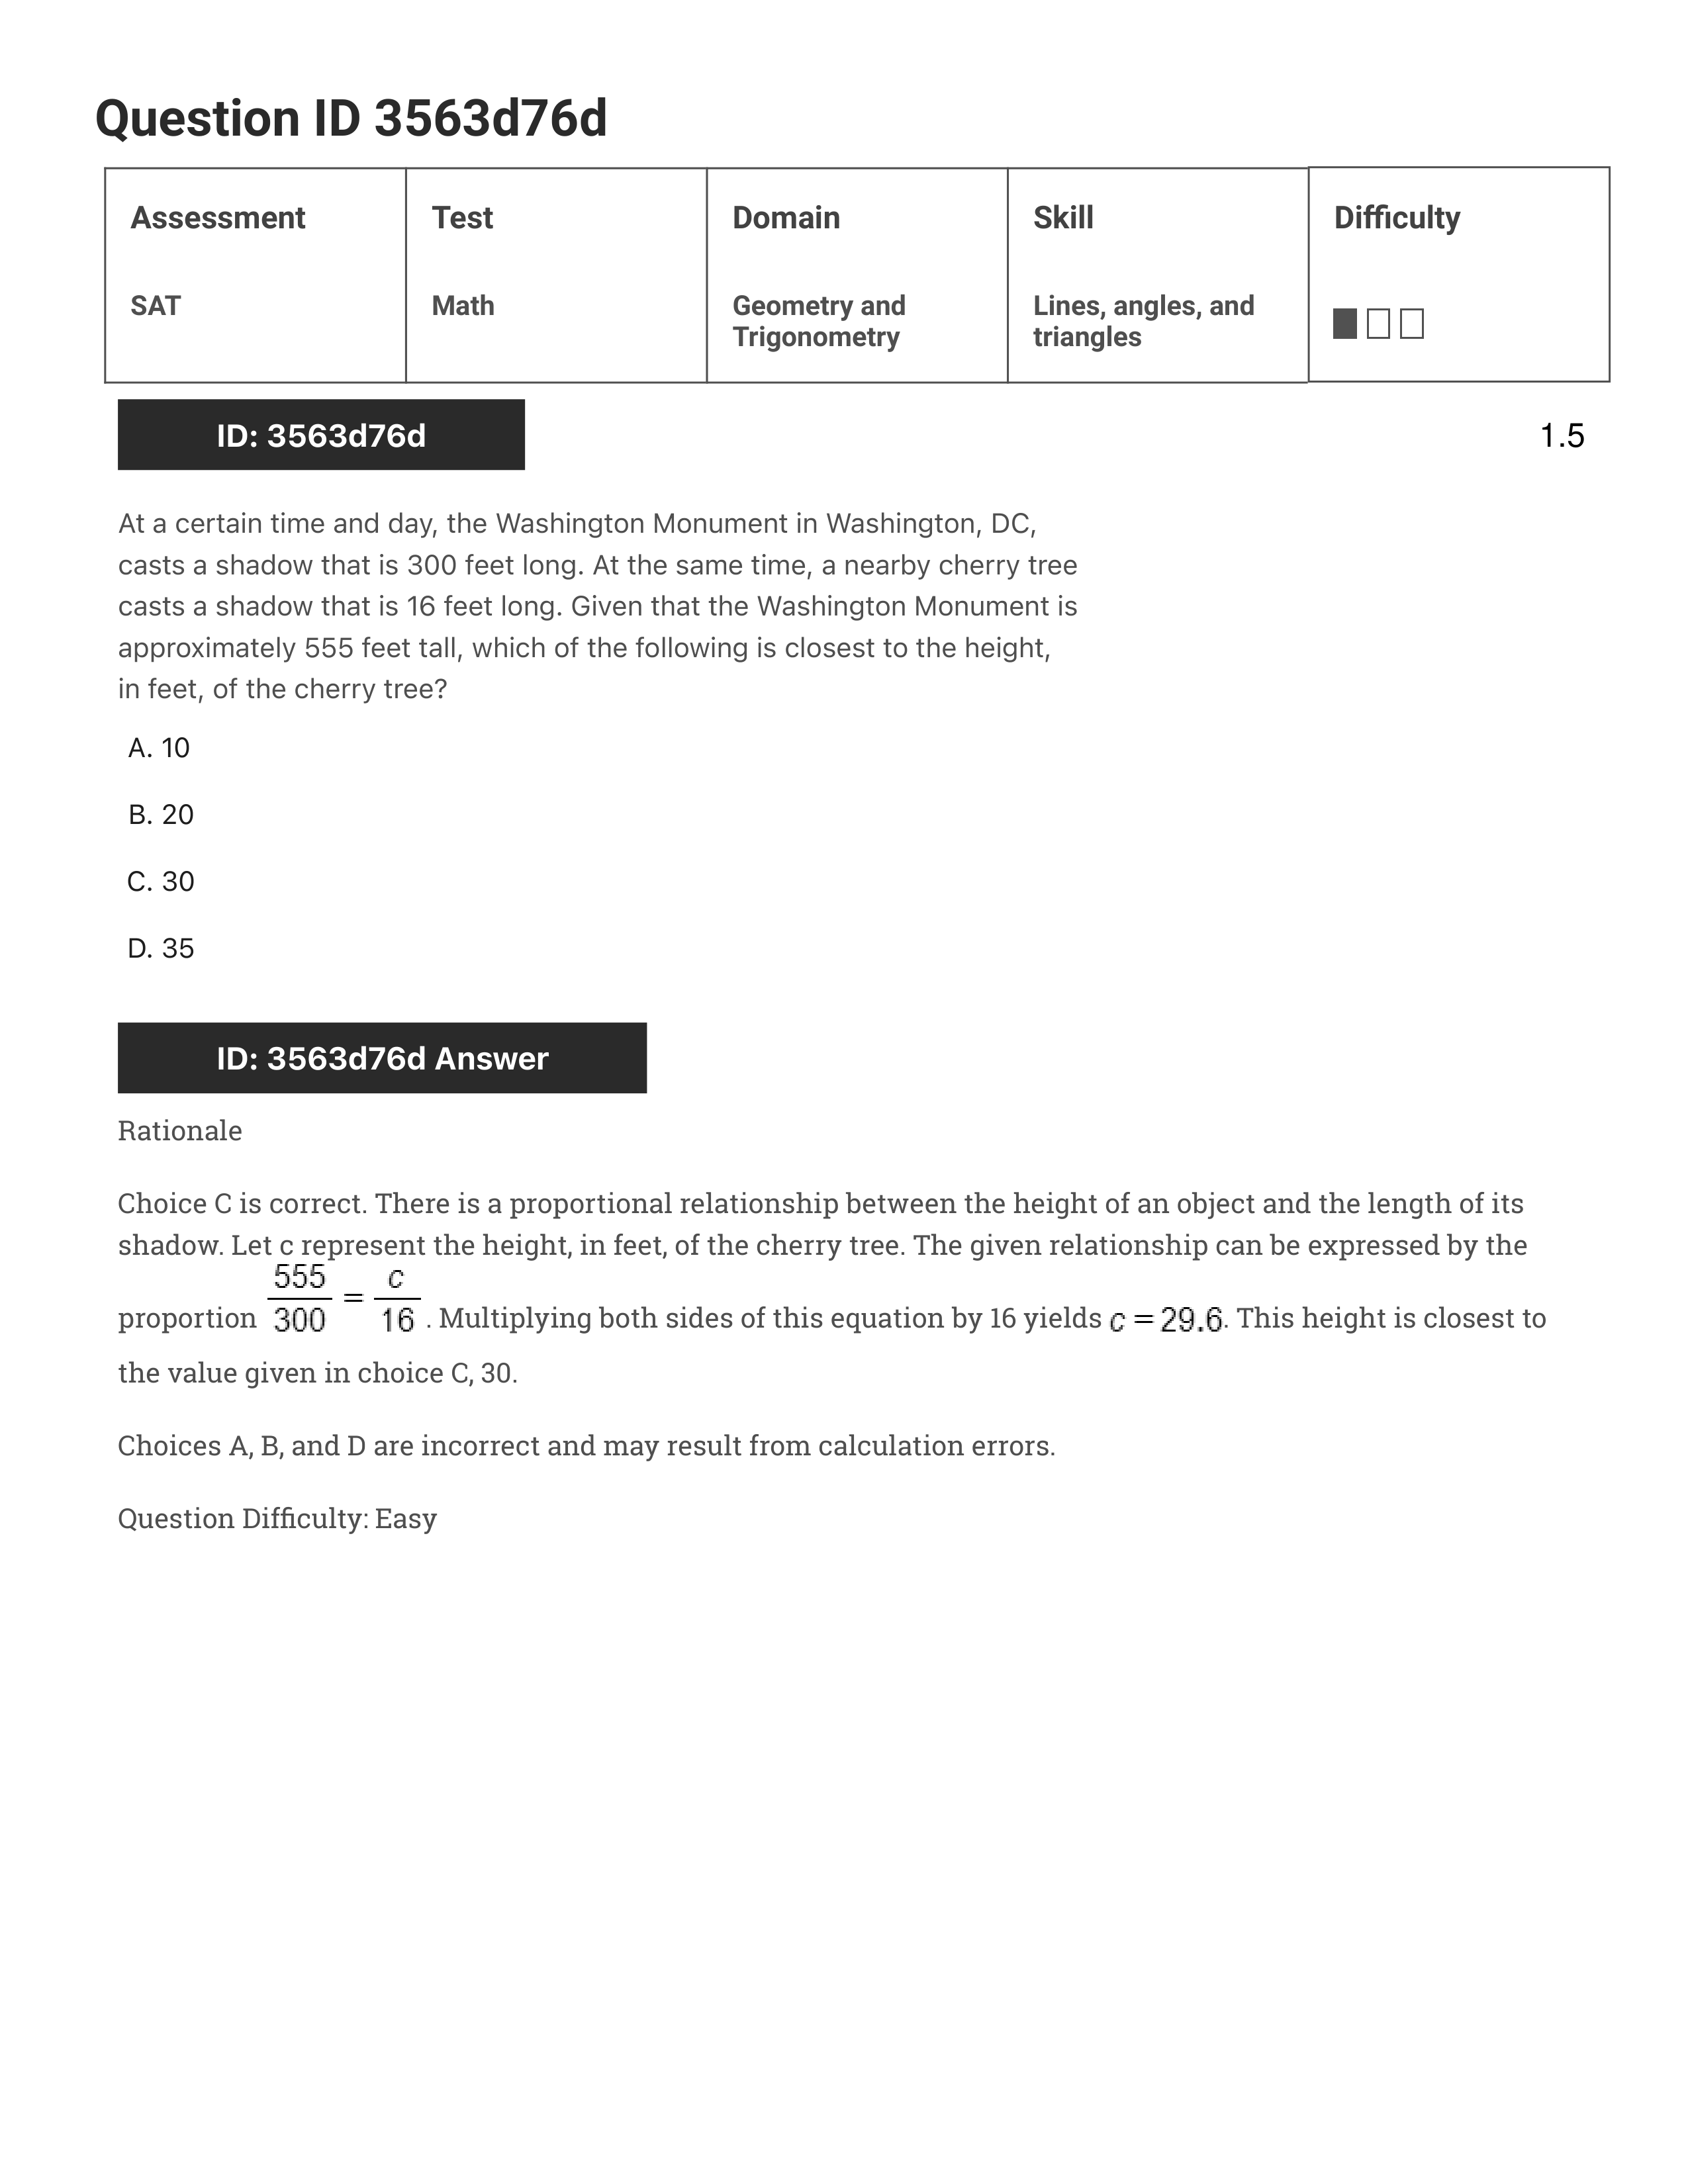 Question ID 3563d76d
Assessment Test Domain Skill Difficulty
SAT Math Geometry and Trigonometry Lines, angles, and triangles
ID: 3563d76d 1.5
At a certain time and day, the Washington Monument in Washington, DC,
casts a shadow that is 300 feet long. At the same time, a nearby cherry tree
casts a shadow that is 16 feet long. Given that the Washington Monument is
approximately 555 feet tall, which of the following is closest to the height,
in feet, of the cherry tree?
A. 10
B. 20
C. 30
D. 35
ID: 3563d76d Answer
Rationale
Choice C is correct. There is a proportional relationship between the height of an object and the length of its
shadow. Let c represent the height, in feet, of the cherry tree. The given relationship can be expressed by the
proportion 555/300 = c/16 . Multiplying both sides of this equation by 16 yields c = 29.6. This height is closest to
the value given in choice C, 30.
Choices A, B, and D are incorrect and may result from calculation errors.
Question Difficulty: Easy